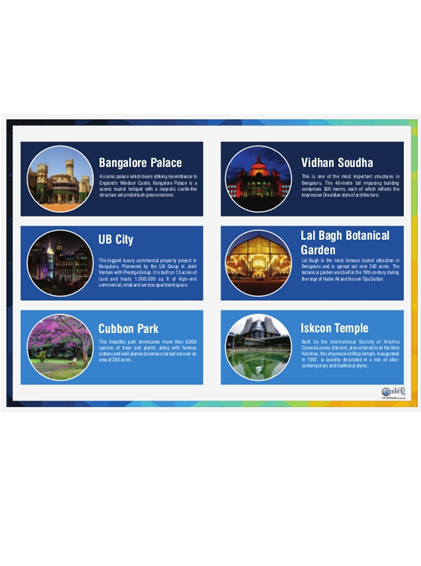 Bangalore Palace
A scenic palace which bears striking resemblance to
England's Windsor Castle, Bangalore Palace is a
scenic tourist hotspot with a majestic castle-like
structure set amidst lush green environs.
Vidhan Soudha
This is one of the most important structures in
Bengaluru. The 46-metre tall imposing building
comprises 300 rooms, each of which reflects the
impressive Dravidian style of architecture.
UB City
The biggest luxury commercial property project in
Bengaluru. Pioneered by the UB Group in Joint
Venture with Prestige Group, it is built on 13 acres of
land and hosts 1,000,000 sq ft of high-end
commercial, retail and service apartment space.
Lal Bagh Botanical
Garden
Lal Bagh is the most famous tourist attraction in
Bengaluru and is spread out over 240 acres. The
botanical garden was built in the 18th century during
the reign of Hyder Ali and his son Tipu Sultan.
Cubbon Park
This beautiful park showcases more than 6,000
species of trees and plants, along with famous
statues and well-planned avenues spread out over an
area of 300 acres.
Iskcon Temple
Built by the International Society of Krishna
Consciousness (Iskcon), also referred to as the Hare
Krishnas, this impressive hilltop temple, inaugurated
in 1997, is lavishly decorated in a mix of ultra-
contemporary and traditional styles.